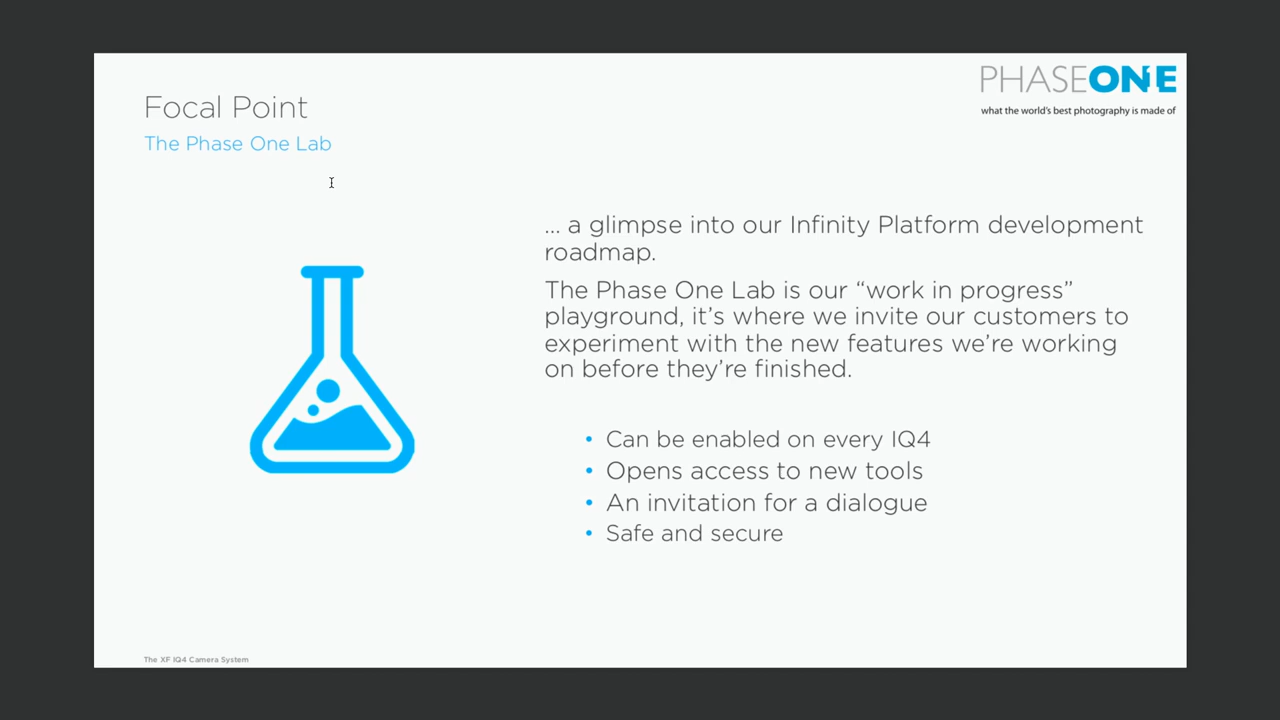 PHASEONE
what the world's best photography is made of
Focal Point
The Phase One Lab
... a glimpse into our Infinity Platform development
roadmap.
The Phase One Lab is our “work in progress”
playground, it’s where we invite our customers to
experiment with the new features we’re working
on before they’re finished.
• Can be enabled on every IQ4
• Opens access to new tools
• An invitation for a dialogue
• Safe and secure
The XF IQ4 Camera System